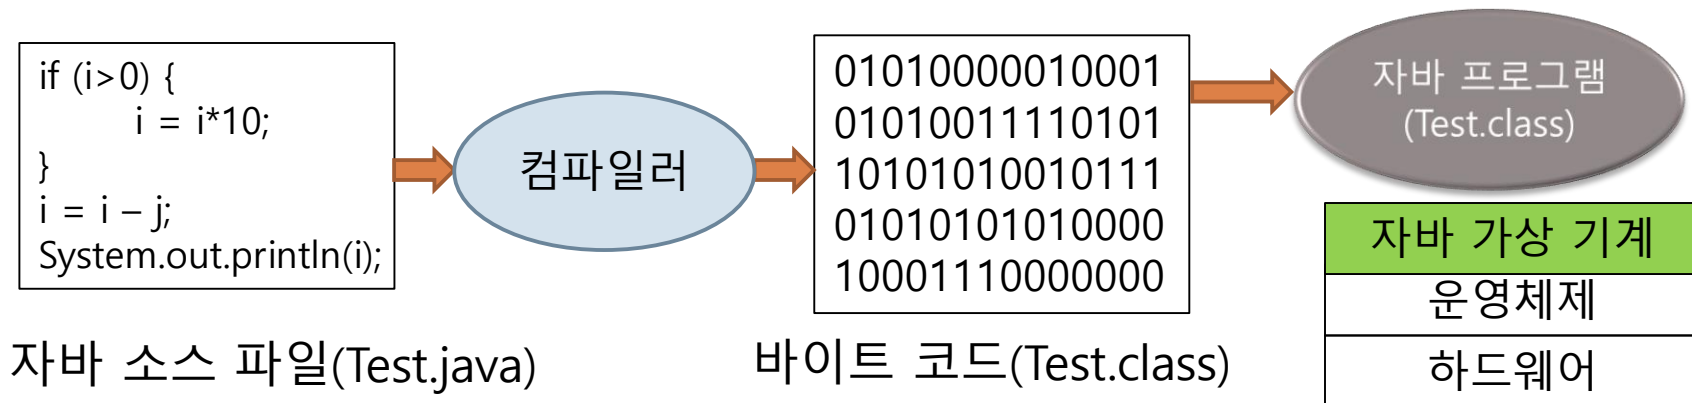 if (i>0) {
i = i*10;
}
i = i – j;
System.out.println(i);
자바 소스 파일(Test.java)
컴파일러
01010000010001
01010011110101
10101010010111
01010101010000
10001110000000
바이트 코드(Test.class)
자바 프로그램
(Test.class)
자바 가상 기계
운영체제
하드웨어